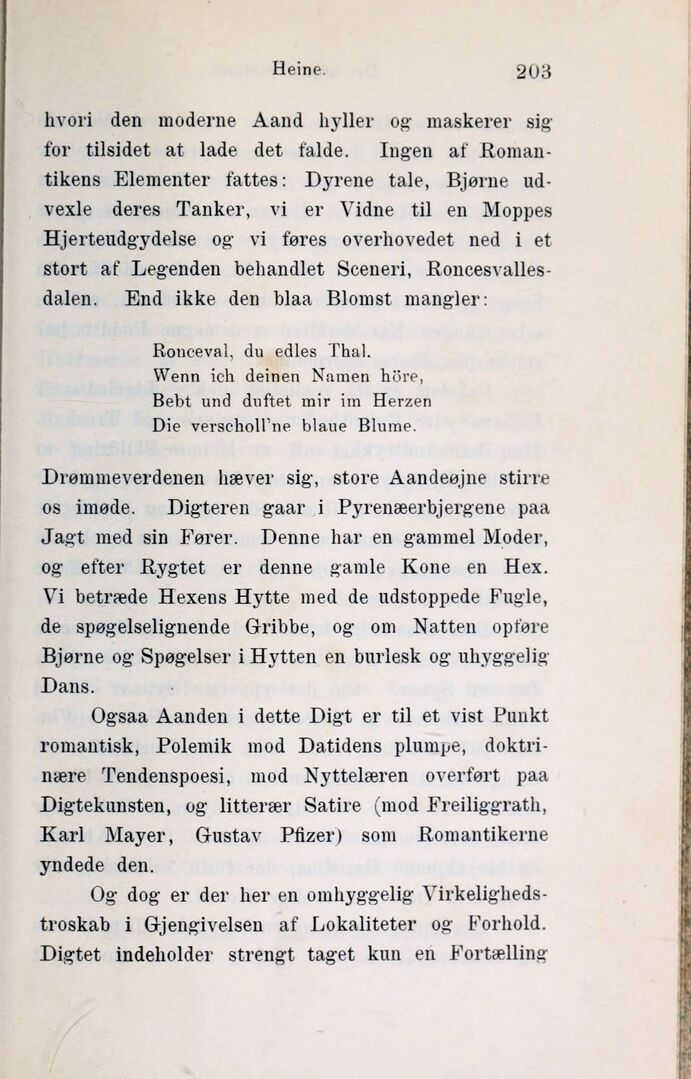 Heine. 203
hvori den moderne Aand hyller og maskerer sig
for tilsidet at lade det falde. Ingen af Roman-
tikens Elementer fattes: Dyrene tale, Bjørne ud-
vexle deres Tanker, vi er Vidne til en Moppes
Hjerteudgydelse og vi føres overhovedet ned i et
stort af Legenden behandlet Sceneri, Roncesvalles-
dalen. End ikke den blaa Blomst mangler:
Ronceval, du edles Thal.
Wenn ich deinen Namen höre,
Bebt und duftet mir im Herzen
Die verscholl'ne blaue Blume.
Drømmeverdenen hæver sig, store Aandeøjne stirre
os imøde. Digteren gaar i Pyrenæerbjergene paa
Jagt med sin Fører. Denne har en gammel Moder,
og efter Rygtet er denne gamle Kone en Hex.
Vi betræde Hexens Hytte med de udstoppede Fugle,
de spøgelselignende Gribbe, og om Natten opføre
Bjørne og Spøgelser i Hytten en burlesk og uhyggelig
Dans.
Ogsaa Aanden i dette Digt er til et vist Punkt
romantisk, Polemik mod Datidens plumpe, doktri-
nære Tendenspoesi, mod Nyttelæren overført paa
Digtekunsten, og litterær Satire (mod Freiliggrath,
Karl Mayer, Gustav Pfizer) som Romantikerne
yndede den.
Og dog er der her en omhyggelig Virkeligheds-
troskab i Gjengivelsen af Lokaliteter og Forhold.
Digtet indeholder strengt taget kun en Fortælling